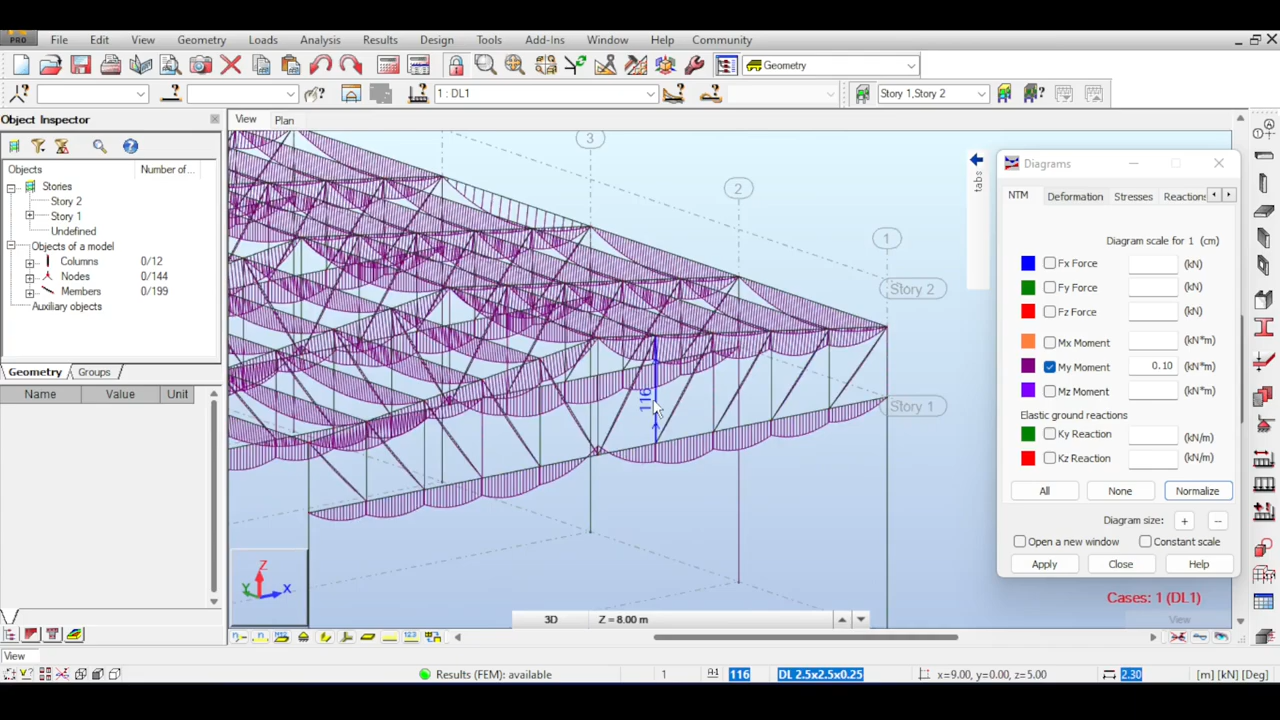 PRO File Edit View Geometry Loads Analysis Results Design Tools Add-Ins Window Help Community
Geometry
1 : DL1
Story 1,Story 2
Object Inspector
View Plan
Objects Number of...
Stories
Story 2
Story 1
Undefined
Objects of a model
Columns 0/12
Nodes 0/144
Members 0/199
Auxiliary objects
Geometry Groups
Name Value Unit
3
2
1
Story 2
Story 1
116
Z
Y
X
tabs
Diagrams
NTM Deformation Stresses Reactions
Diagram scale for 1 (cm)
Fx Force (kN)
Fy Force (kN)
Fz Force (kN)
Mx Moment (kN*m)
My Moment 0.10 (kN*m)
Mz Moment (kN*m)
Elastic ground reactions
Ky Reaction (kN/m)
Kz Reaction (kN/m)
All None Normalize
Diagram size: + --
Open a new window Constant scale
Apply Close Help
Cases: 1 (DL1)
View
3D Z = 8.00 m
View
Results (FEM): available 1 116 DL 2.5x2.5x0.25 x=9.00, y=0.00, z=5.00 2.30 [m] [kN] [Deg]